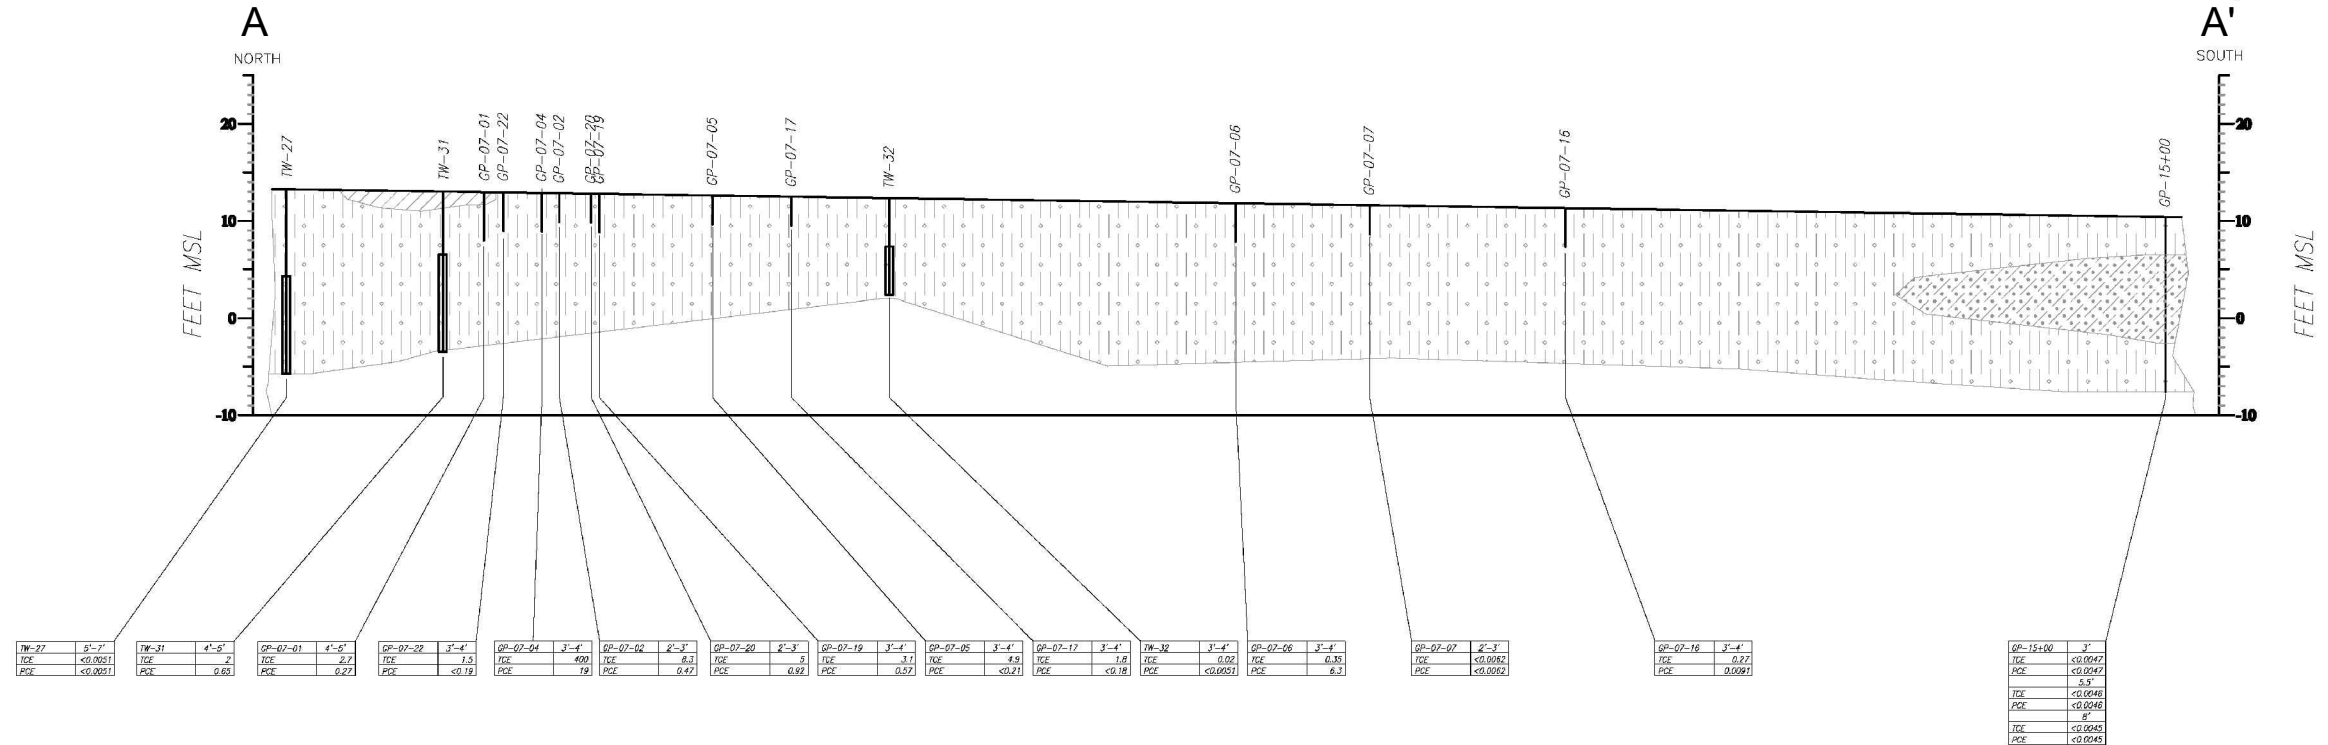 A
A'
NORTH
SOUTH
20
10
0
-10
FEET MSL
TW-27
TW-31
GP-07-01
GP-07-22
GP-07-04
GP-07-02
GP-07-20
GP-07-19
GP-07-05
GP-07-17
TW-32
GP-07-06
GP-07-07
GP-07-16
GP-15+00
20
10
0
-10
FEET MSL
TW-27 5'-7'
TCE <0.0051
PCE <0.0051
TW-31 4'-5'
TCE 2
PCE 0.65
GP-07-01 4'-5'
TCE 2.7
PCE 0.27
GP-07-22 3'-4'
TCE 1.5
PCE <0.19
GP-07-04 3'-4'
TCE 400
PCE 19
GP-07-02 2'-3'
TCE 6.3
PCE 0.47
GP-07-20 2'-3'
TCE 5
PCE 0.92
GP-07-19 3'-4'
TCE 3.1
PCE 0.57
GP-07-05 3'-4'
TCE 4.9
PCE <0.21
GP-07-17 3'-4'
TCE 1.8
PCE <0.18
TW-32 3'-4'
TCE 0.02
PCE <0.0051
GP-07-06 3'-4'
TCE 0.35
PCE 6.3
GP-07-07 2'-3'
TCE <0.0062
PCE <0.0062
GP-07-16 3'-4'
TCE 0.27
PCE 0.0091
GP-15+00 3'
TCE <0.0047
PCE <0.0047
5.5'
TCE <0.0046
PCE <0.0046
8'
TCE <0.0045
PCE <0.0045